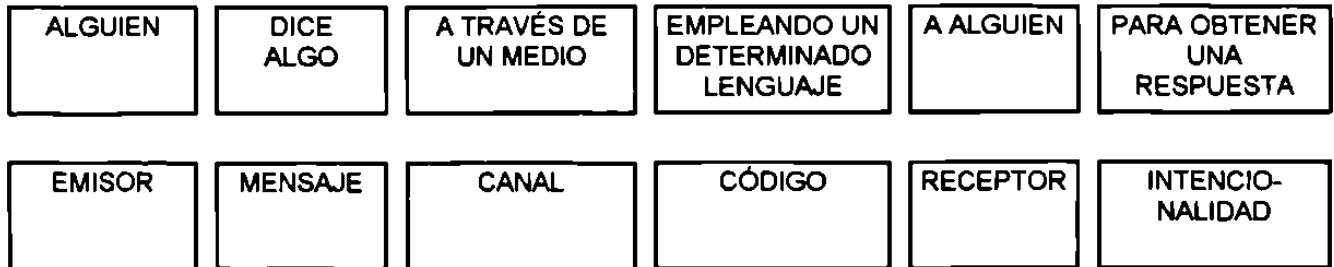 ALGUIEN
DICE
ALGO
A TRAVÉS DE
UN MEDIO
EMPLEANDO UN
DETERMINADO
LENGUAJE
A ALGUIEN
PARA OBTENER
UNA
RESPUESTA
EMISOR
MENSAJE
CANAL
CÓDIGO
RECEPTOR
INTENCIO-
NALIDAD